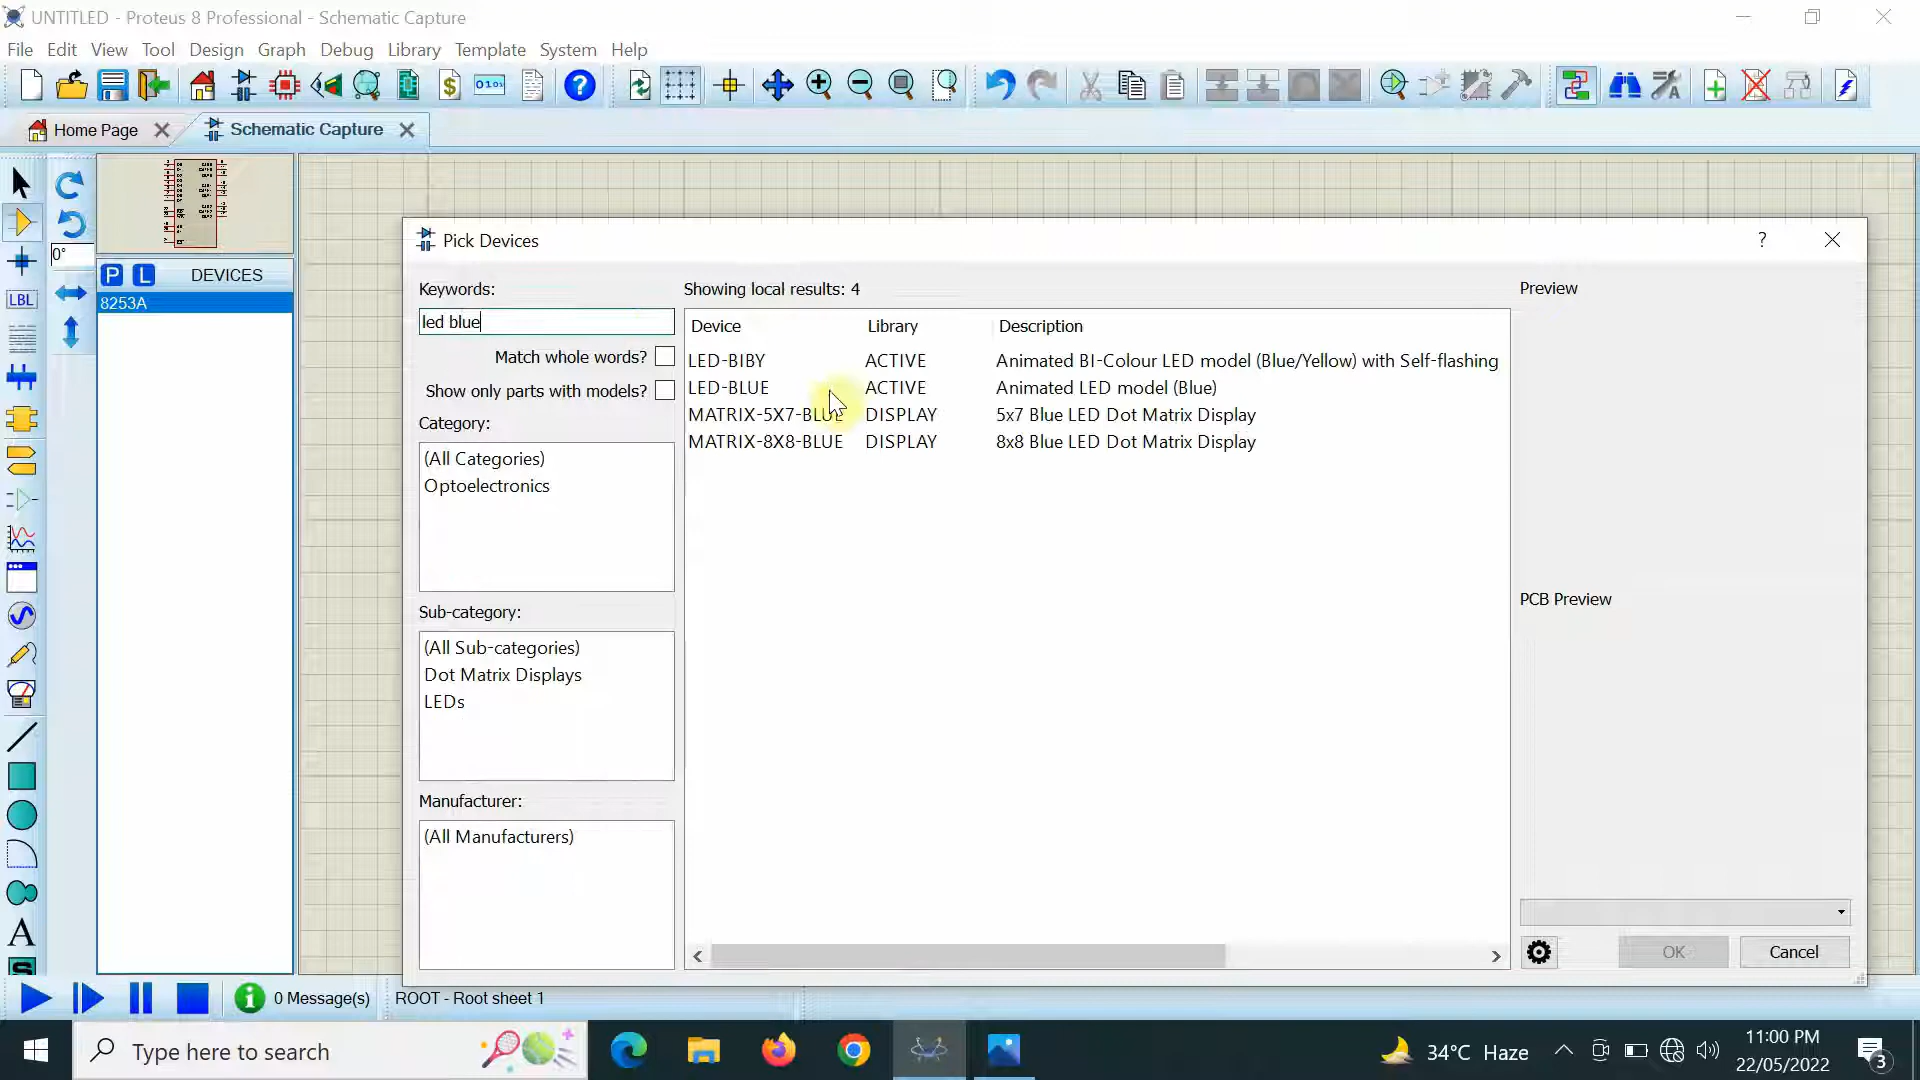 UNTITLED - Proteus 8 Professional - Schematic Capture
File Edit View Tool Design Graph Debug Library Template System Help
$ 0101 ?
Home Page Schematic Capture
0°
P L DEVICES
8253A
LBL
A
S
Pick Devices ?
Keywords:
led blue
Match whole words?
Show only parts with models?
Category:
(All Categories)
Optoelectronics
Sub-category:
(All Sub-categories)
Dot Matrix Displays
LEDs
Manufacturer:
(All Manufacturers)
Showing local results: 4
Device Library Description
LED-BIBY ACTIVE Animated BI-Colour LED model (Blue/Yellow) with Self-flashing
LED-BLUE ACTIVE Animated LED model (Blue)
MATRIX-5X7-BLUE DISPLAY 5x7 Blue LED Dot Matrix Display
MATRIX-8X8-BLUE DISPLAY 8x8 Blue LED Dot Matrix Display
Preview
PCB Preview
OK Cancel
0 Message(s) ROOT - Root sheet 1
Type here to search
34°C Haze
11:00 PM
22/05/2022
3